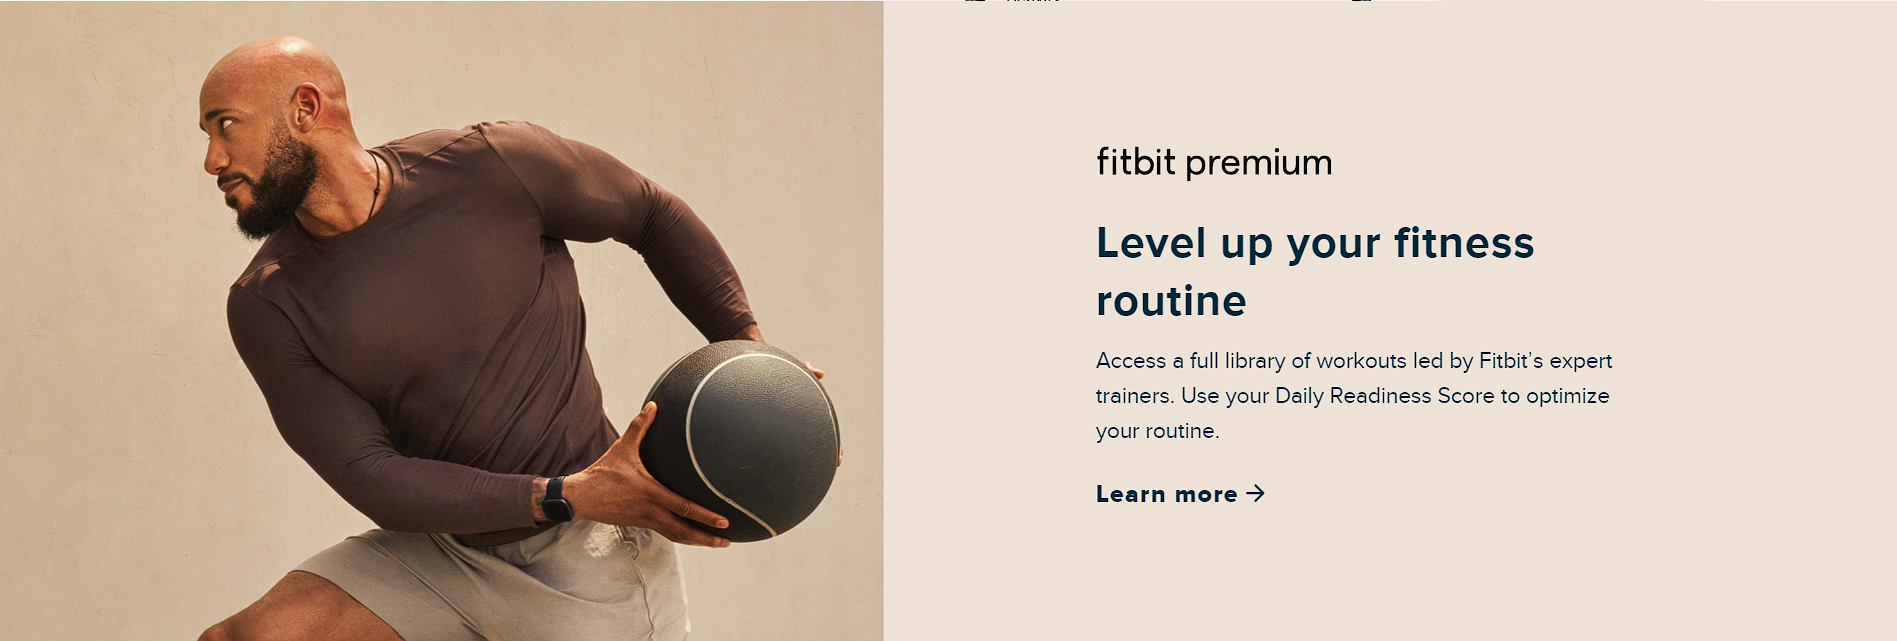 fitbit premium
Level up your fitness
routine
Access a full library of workouts led by Fitbit’s expert
trainers. Use your Daily Readiness Score to optimize
your routine.
Learn more →